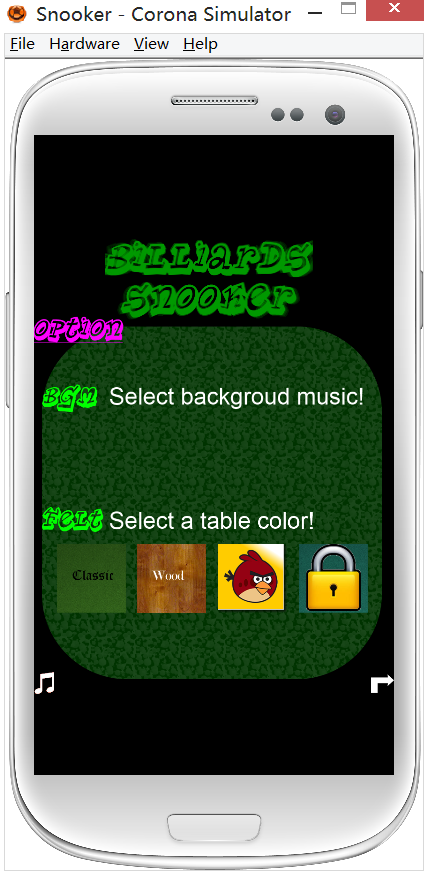 Snooker - Corona Simulator
File Hardware View Help
Billiards
Snooker
Option
BGM Select backgroud music!
Felt Select a table color!
Classic Wood